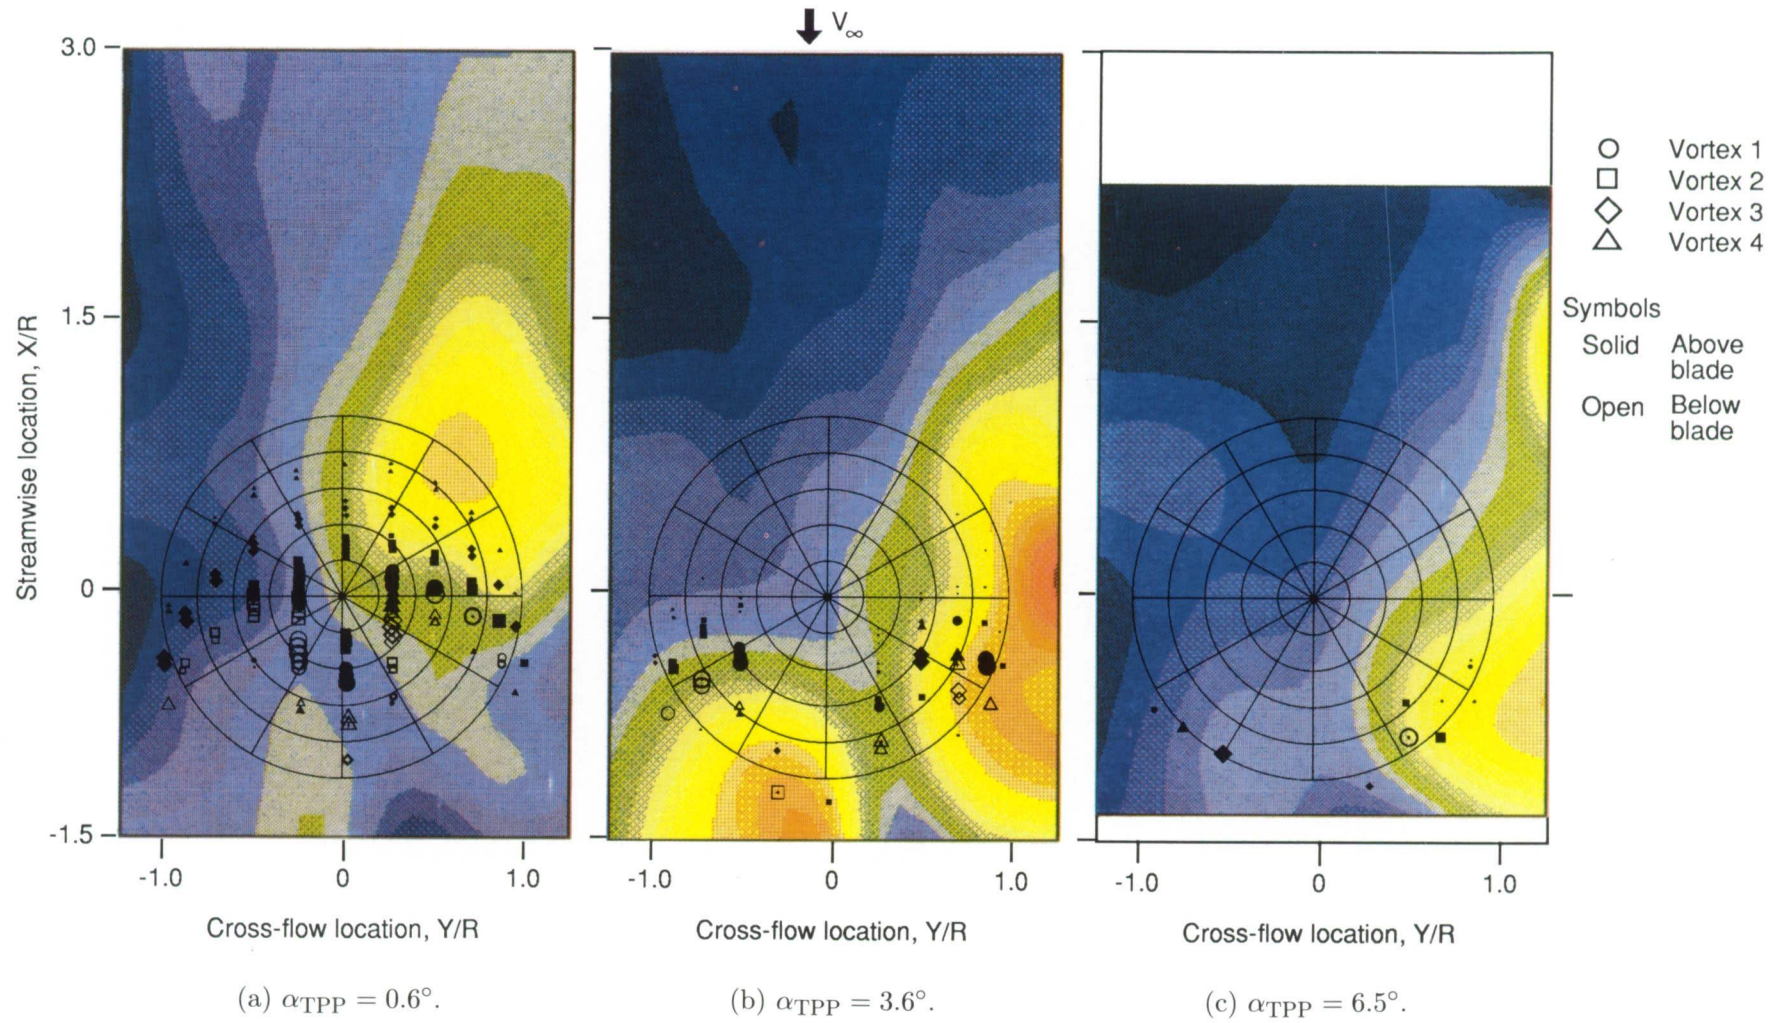 V∞
3.0
1.5
0
-1.5
Streamwise location, X/R
Vortex 1
Vortex 2
Vortex 3
Vortex 4
Symbols
Solid Above
blade
Open Below
blade
-1.0 0 1.0
-1.0 0 1.0
-1.0 0 1.0
Cross-flow location, Y/R
Cross-flow location, Y/R
Cross-flow location, Y/R
(a) αTPP = 0.6°.
(b) αTPP = 3.6°.
(c) αTPP = 6.5°.